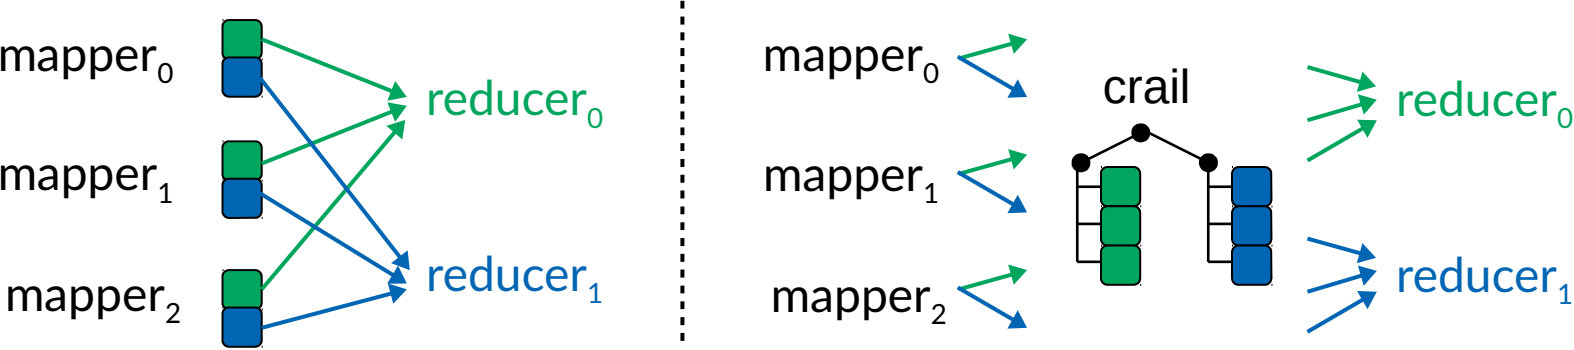 mapper₀
reducer₀
mapper₁
reducer₁
mapper₂
mapper₀
crail
reducer₀
mapper₁
reducer₁
mapper₂